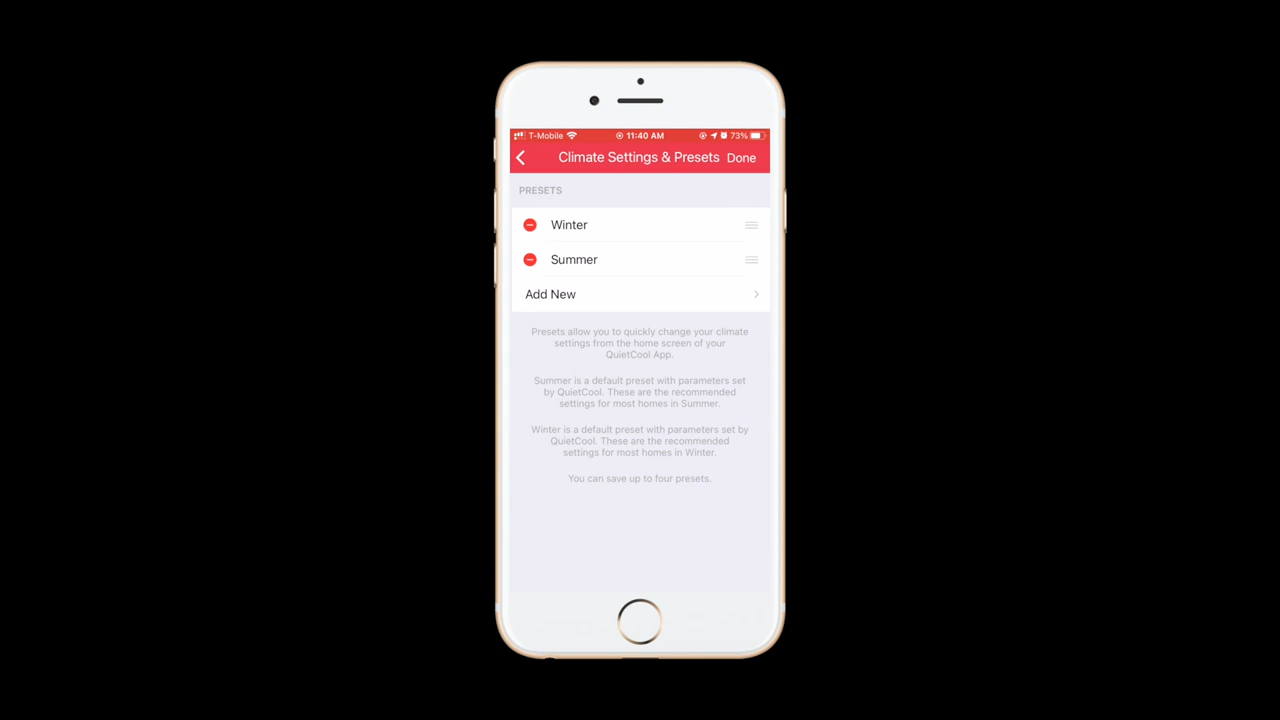 T-Mobile 11:40 AM 73%
Climate Settings & Presets Done
PRESETS
Winter
Summer
Add New
Presets allow you to quickly change your climate
settings from the home screen of your
QuietCool App.
Summer is a default preset with parameters set
by QuietCool. These are the recommended
settings for most homes in Summer.
Winter is a default preset with parameters set by
QuietCool. These are the recommended
settings for most homes in Winter.
You can save up to four presets.